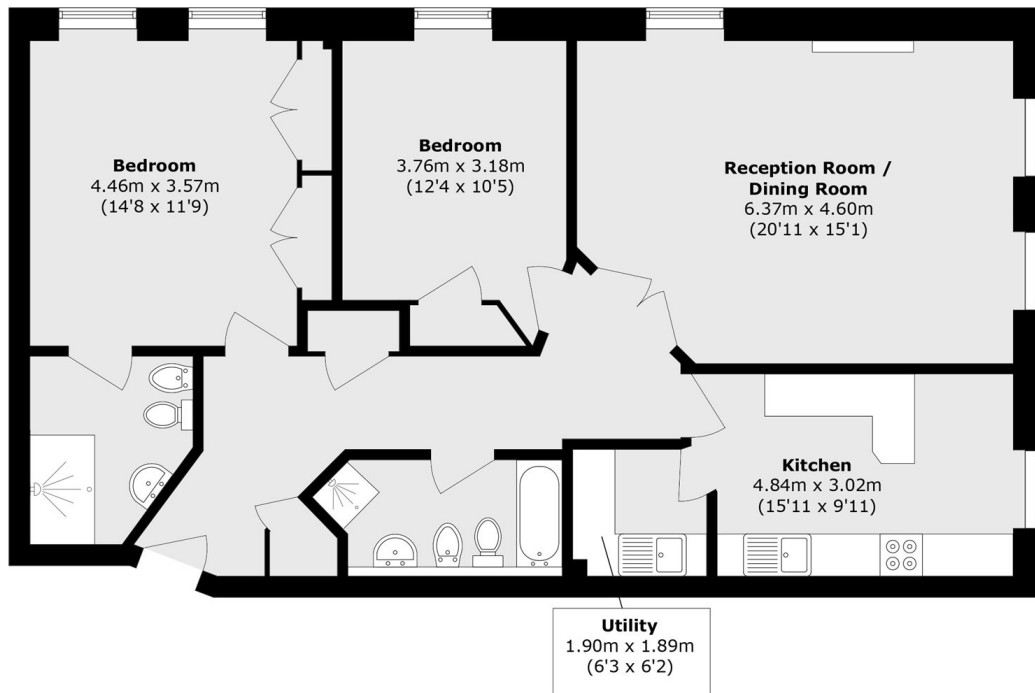 Bedroom
4.46m x 3.57m
(14'8 x 11'9)
Bedroom
3.76m x 3.18m
(12'4 x 10'5)
Reception Room /
Dining Room
6.37m x 4.60m
(20'11 x 15'1)
Kitchen
4.84m x 3.02m
(15'11 x 9'11)
Utility
1.90m x 1.89m
(6'3 x 6'2)